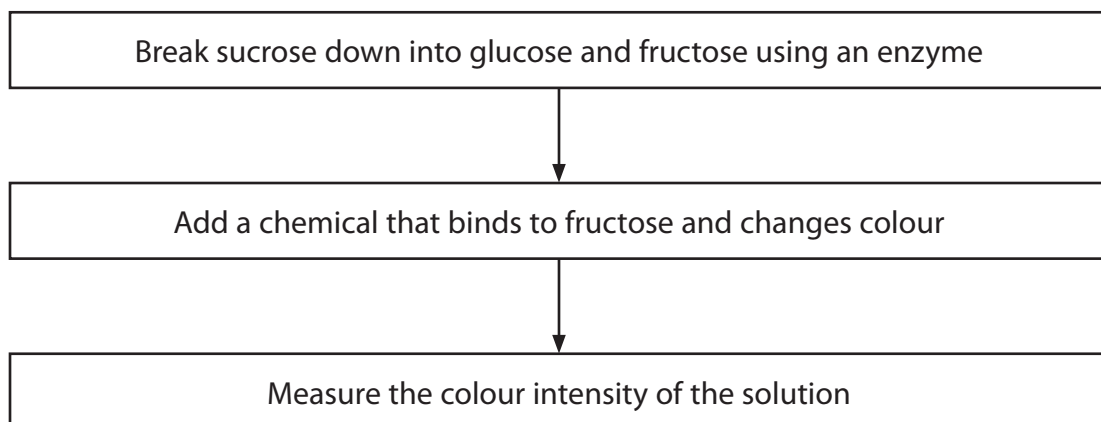 Break sucrose down into glucose and fructose using an enzyme
Add a chemical that binds to fructose and changes colour
Measure the colour intensity of the solution